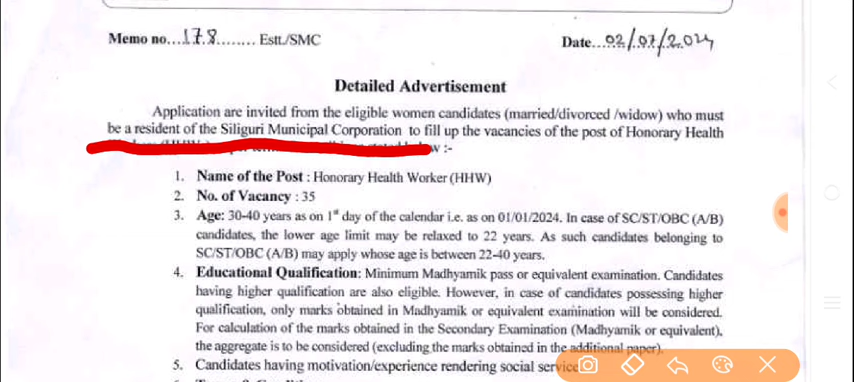 Memo no...178........ Estt./SMC
Date...02/07/2024
Detailed Advertisement
Application are invited from the eligible women candidates (married/divorced /widow) who must
be a resident of the Siliguri Municipal Corporation to fill up the vacancies of the post of Honorary Health
:-
1. Name of the Post : Honorary Health Worker (HHW)
2. No. of Vacancy : 35
3. Age: 30-40 years as on 1st day of the calendar i.e. as on 01/01/2024. In case of SC/ST/OBC (A/B)
candidates, the lower age limit may be relaxed to 22 years. As such candidates belonging to
SC/ST/OBC (A/B) may apply whose age is between 22-40 years.
4. Educational Qualification: Minimum Madhyamik pass or equivalent examination. Candidates
having higher qualification are also eligible. However, in case of candidates possessing higher
qualification, only marks obtained in Madhyamik or equivalent examination will be considered.
For calculation of the marks obtained in the Secondary Examination (Madhyamik or equivalent),
the aggregate is to be considered (excluding the marks obtained in the additional paper).
5. Candidates having motivation/experience rendering social service